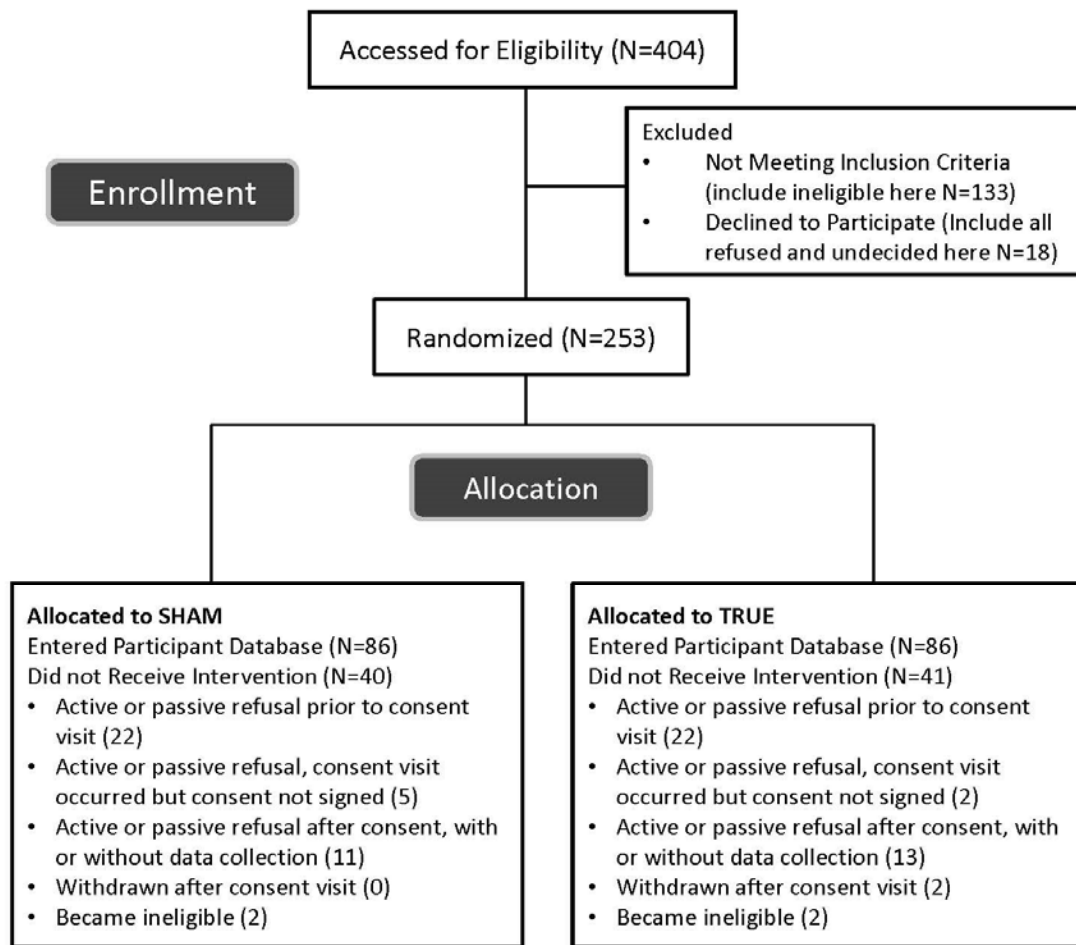 Accessed for Eligibility (N=404)
Excluded
• Not Meeting Inclusion Criteria
(include ineligible here N=133)
• Declined to Participate (Include all
refused and undecided here N=18)
Enrollment
Randomized (N=253)
Allocation
Allocated to SHAM
Entered Participant Database (N=86)
Did not Receive Intervention (N=40)
• Active or passive refusal prior to consent
visit (22)
• Active or passive refusal, consent visit
occurred but consent not signed (5)
• Active or passive refusal after consent, with
or without data collection (11)
• Withdrawn after consent visit (0)
• Became ineligible (2)
Allocated to TRUE
Entered Participant Database (N=86)
Did not Receive Intervention (N=41)
• Active or passive refusal prior to consent
visit (22)
• Active or passive refusal, consent visit
occurred but consent not signed (2)
• Active or passive refusal after consent, with
or without data collection (13)
• Withdrawn after consent visit (2)
• Became ineligible (2)